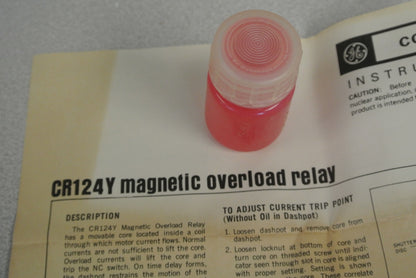 CO
INSTRU
CAUTION: Before
nuclear application,
product is intended
CR124Y magnetic overload relay
DESCRIPTION
The CR124Y Magnetic Overload Relay
has a movable core located inside a coil
through which motor current flows. Normal
currents are not sufficient to lift the core.
Overload currents will lift the core and
trip the NC switch. On time delay forms,
the dashpot restrains the motion of the
TO ADJUST CURRENT TRIP POINT
(Without Oil in Dashpot)
1. Loosen dashpot and remove core from
dashpot.
2. Loosen locknut at bottom of core and
turn core on threaded screw until indi-
cator seen through slot in core is aligned
with proper setting. Setting is shown
SHUTTER
DISC